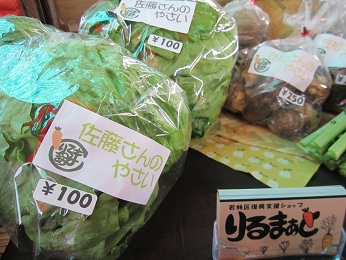 佐藤さんの
やさい
¥100
佐藤さんの
やさい
¥100
¥250
若林区復興支援ショップ
りるまぁと